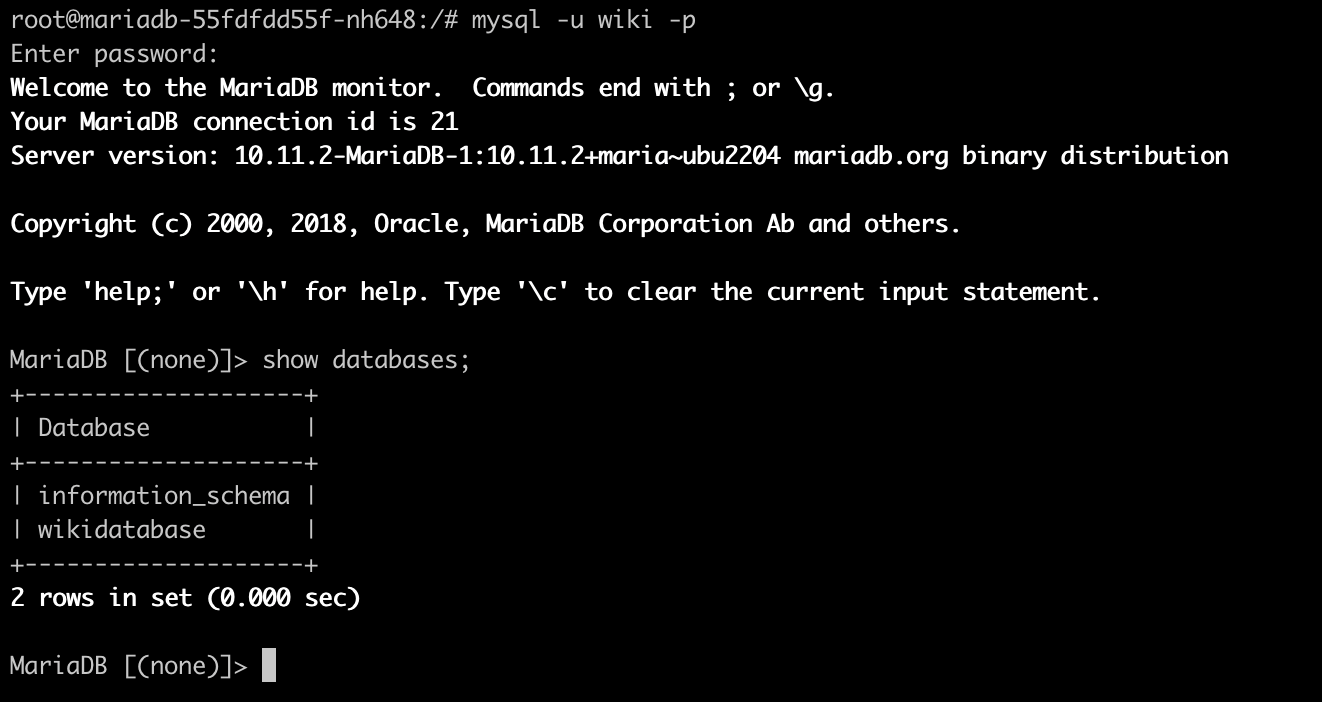 root@mariadb-55fdfdd55f-nh648:/# mysql -u wiki -p
Enter password:
Welcome to the MariaDB monitor.  Commands end with ; or \g.
Your MariaDB connection id is 21
Server version: 10.11.2-MariaDB-1:10.11.2+maria~ubu2204 mariadb.org binary distribution
Copyright (c) 2000, 2018, Oracle, MariaDB Corporation Ab and others.
Type 'help;' or '\h' for help. Type '\c' to clear the current input statement.
MariaDB [(none)]> show databases;
+--------------------+
| Database           |
+--------------------+
| information_schema |
| wikidatabase       |
+--------------------+
2 rows in set (0.000 sec)
MariaDB [(none)]>